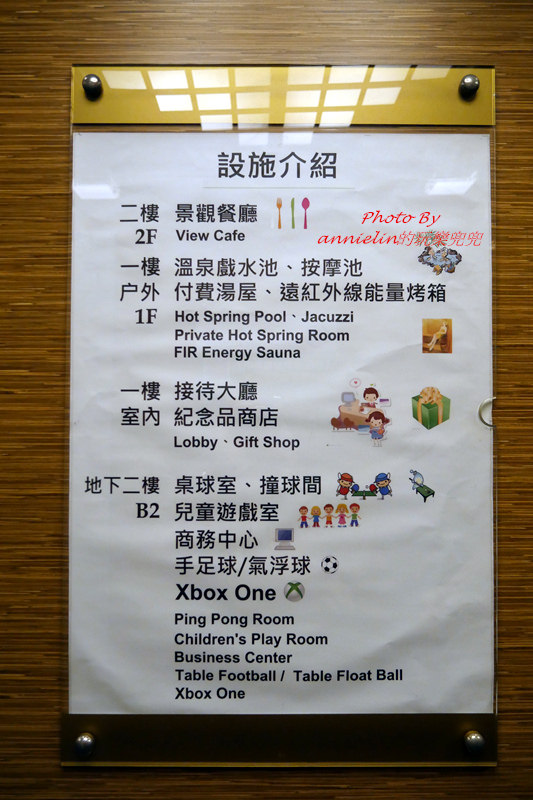 設施介紹
二樓 景觀餐廳
2F View Cafe
Photo By
annielin的玩樂兜兜
一樓 溫泉戲水池、按摩池
户外 付費湯屋、遠紅外線能量烤箱
1F Hot Spring Pool、Jacuzzi
Private Hot Spring Room
FIR Energy Sauna
一樓 接待大廳
室內 紀念品商店
Lobby、Gift Shop
地下二樓 桌球室、撞球間
B2 兒童遊戲室
商務中心
手足球/氣浮球
Xbox One
Ping Pong Room
Children's Play Room
Business Center
Table Football / Table Float Ball
Xbox One